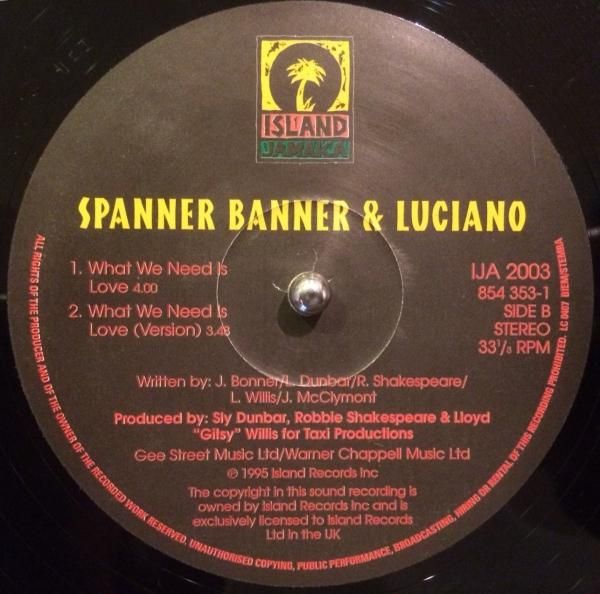 ISLAND
JAMAICA
SPANNER BANNER & LUCIANO
1. What We Need Is
Love 4.00
2. What We Need Is
Love (Version) 3.48
IJA 2003
854 353-1
SIDE B
STEREO
33⅓ RPM
Written by: J. Bonner/L. Dunbar/R. Shakespeare/
L. Willis/J. McClymont
Produced by: Sly Dunbar, Robbie Shakespeare & Lloyd
"Gitsy" Willis for Taxi Productions
Gee Street Music Ltd/Warner Chappell Music Ltd
℗ 1995 Island Records Inc
The copyright in this sound recording is
owned by Island Records Inc and is
exclusively licensed to Island Records
Ltd in the UK
ALL RIGHTS OF THE PRODUCER AND OF THE OWNER OF THE RECORDED WORK RESERVED. UNAUTHORISED COPYING, PUBLIC PERFORMANCE, BROADCASTING, HIRING OR RENTAL OF THIS RECORDING PROHIBITED. LC 0407 BIEM/STEMRA